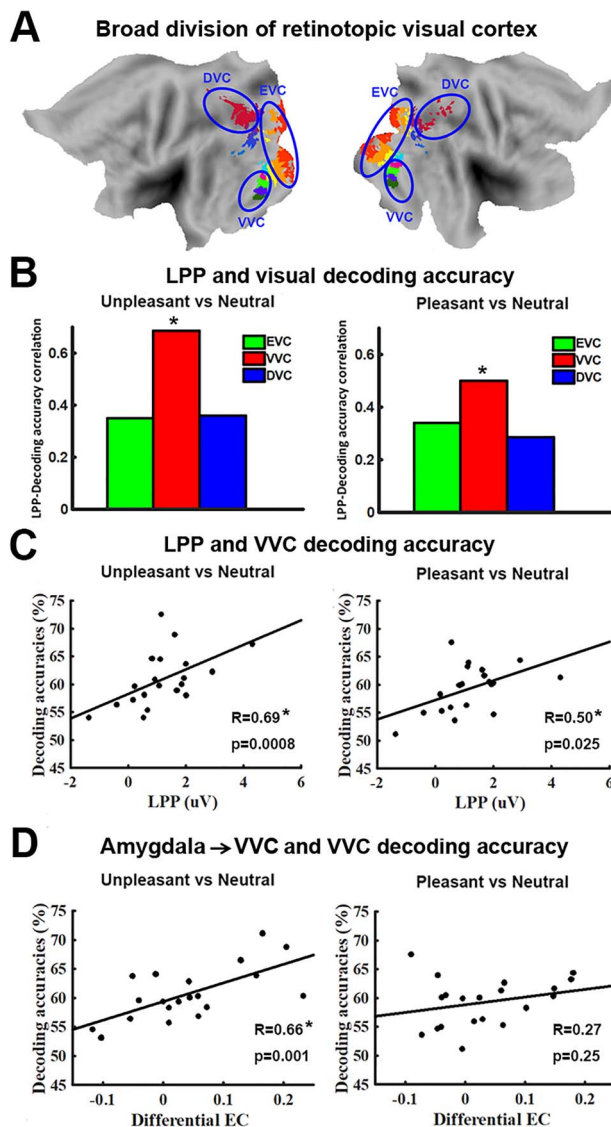 A Broad division of retinotopic visual cortex
DVC EVC EVC DVC
VVC VVC
B LPP and visual decoding accuracy
Unpleasant vs Neutral
LPP-Decoding accuracy correlation
0.6
0.4
0.2
0
*
EVC
VVC
DVC
Pleasant vs Neutral
LPP-Decoding accuracy correlation
0.6
0.4
0.2
0
*
EVC
VVC
DVC
C LPP and VVC decoding accuracy
Unpleasant vs Neutral
Decoding accuracies (%)
75
70
65
60
55
50
45
R=0.69*
p=0.0008
-2 0 2 4 6
LPP (uV)
Pleasant vs Neutral
Decoding accuracies (%)
75
70
65
60
55
50
45
R=0.50*
p=0.025
-2 0 2 4 6
LPP (uV)
D Amygdala→VVC and VVC decoding accuracy
Unpleasant vs Neutral
Decoding accuracies (%)
75
70
65
60
55
50
45
R=0.66*
p=0.001
-0.1 0 0.1 0.2
Differential EC
Pleasant vs Neutral
Decoding accuracies (%)
75
70
65
60
55
50
45
R=0.27
p=0.25
-0.1 0 0.1 0.2
Differential EC